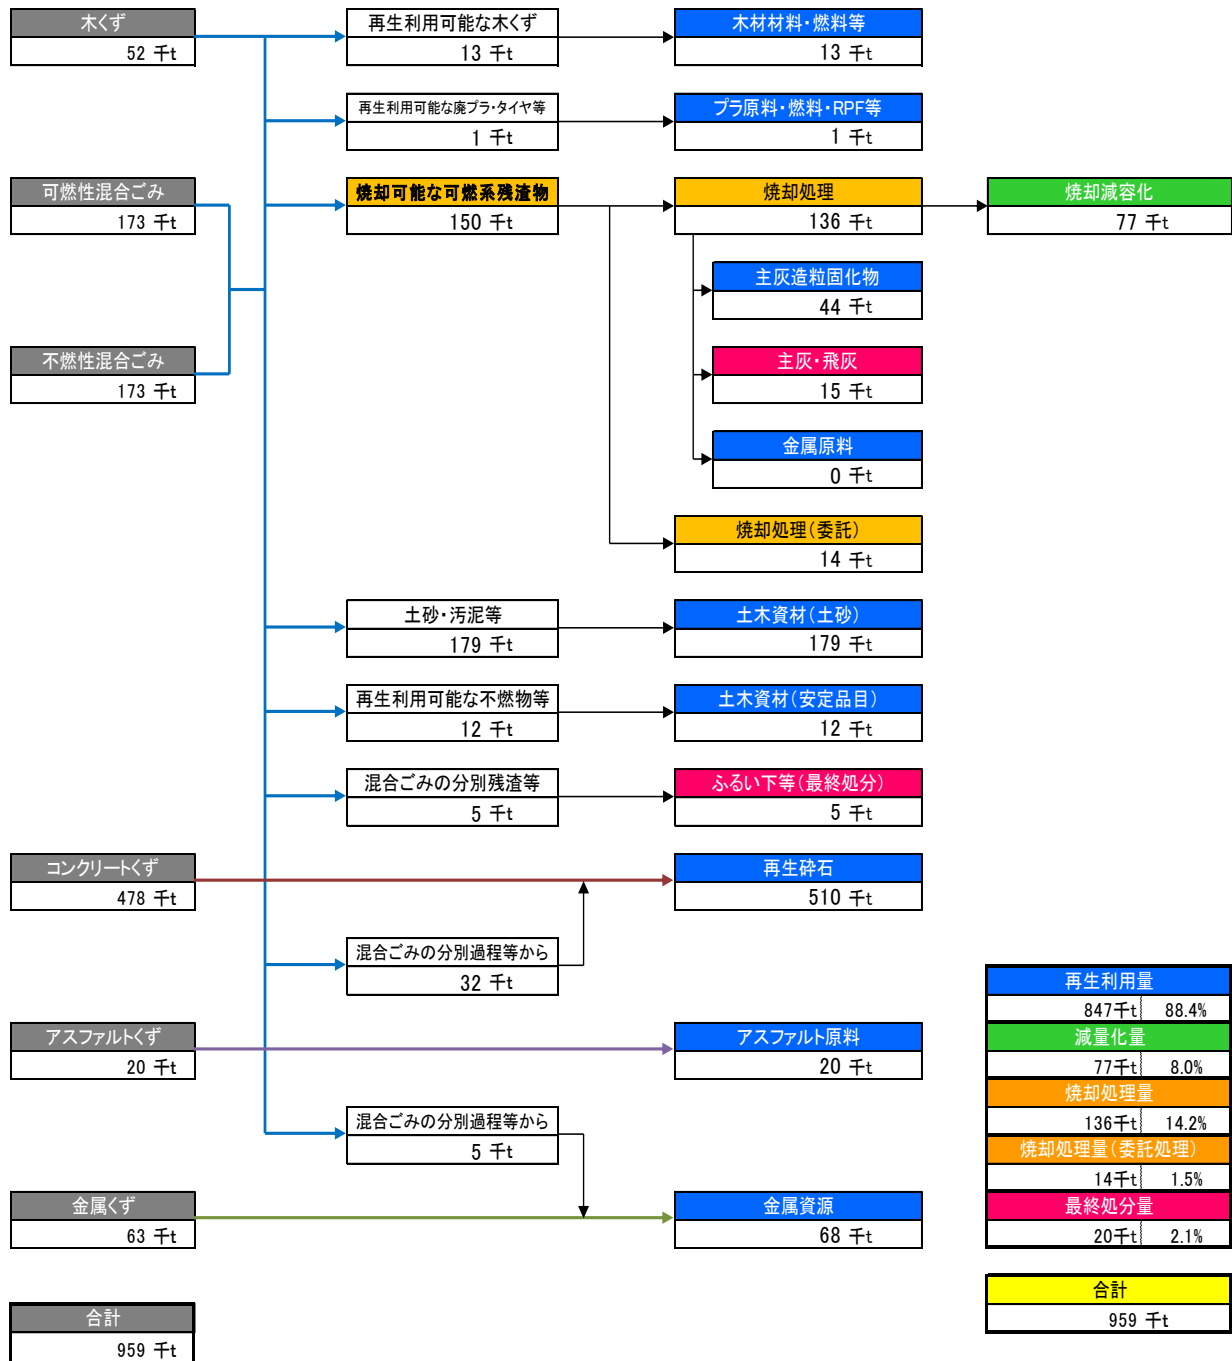 木くず
52 千t
再生利用可能な木くず
13 千t
木材材料・燃料等
13 千t
再生利用可能な廃プラ・タイヤ等
1 千t
プラ原料・燃料・RPF等
1 千t
可燃性混合ごみ
173 千t
焼却可能な可燃系残渣物
150 千t
焼却処理
136 千t
焼却減容化
77 千t
主灰造粒固化物
44 千t
不燃性混合ごみ
173 千t
主灰・飛灰
15 千t
金属原料
0 千t
焼却処理(委託)
14 千t
土砂・汚泥等
179 千t
土木資材(土砂)
179 千t
再生利用可能な不燃物等
12 千t
土木資材(安定品目)
12 千t
混合ごみの分別残渣等
5 千t
ふるい下等(最終処分)
5 千t
コンクリートくず
478 千t
再生砕石
510 千t
混合ごみの分別過程等から
32 千t
アスファルトくず
20 千t
アスファルト原料
20 千t
混合ごみの分別過程等から
5 千t
金属くず
63 千t
金属資源
68 千t
合計
959 千t
再生利用量
847千t 88.4%
減量化量
77千t 8.0%
焼却処理量
136千t 14.2%
焼却処理量(委託処理)
14千t 1.5%
最終処分量
20千t 2.1%
合計
959 千t